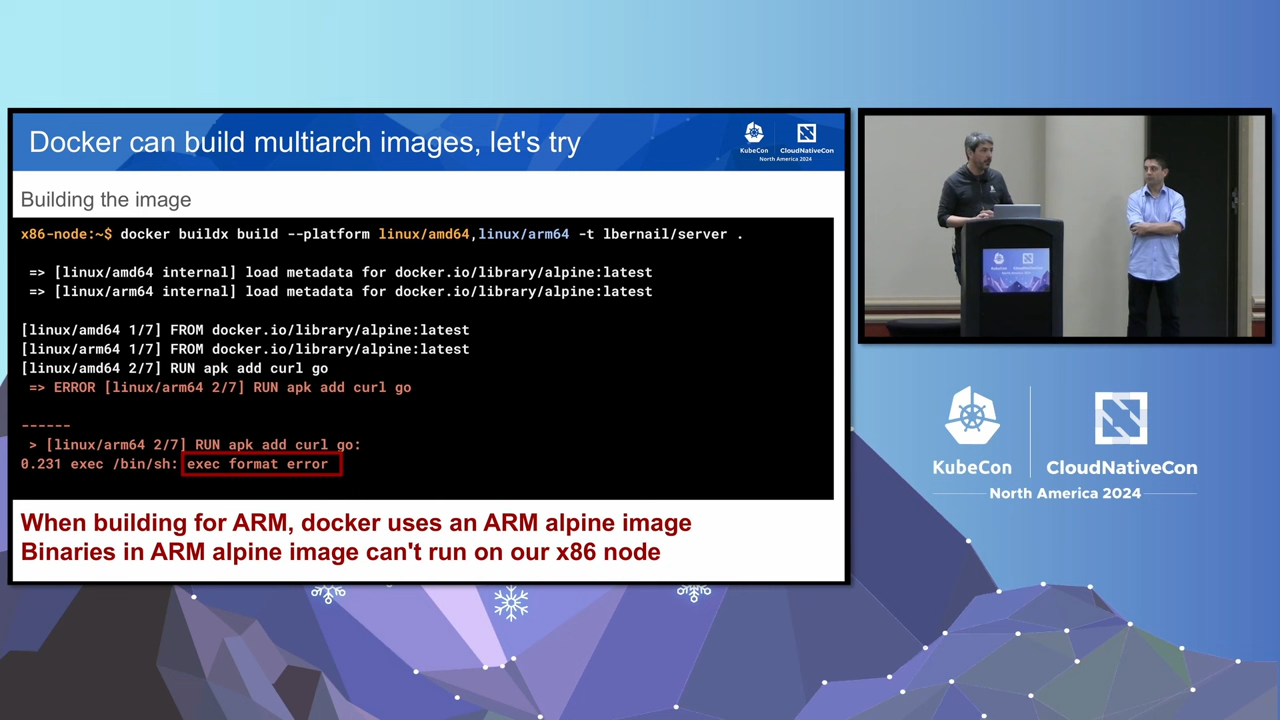 Docker can build multiarch images, let's try
KubeCon
CloudNativeCon
North America 2024
Building the image
x86-node:~$ docker buildx build --platform linux/amd64,linux/arm64 -t lbernail/server .
=> [linux/amd64 internal] load metadata for docker.io/library/alpine:latest
=> [linux/arm64 internal] load metadata for docker.io/library/alpine:latest
[linux/amd64 1/7] FROM docker.io/library/alpine:latest
[linux/arm64 1/7] FROM docker.io/library/alpine:latest
[linux/amd64 2/7] RUN apk add curl go
=> ERROR [linux/arm64 2/7] RUN apk add curl go
------
> [linux/arm64 2/7] RUN apk add curl go:
0.231 exec /bin/sh: exec format error
When building for ARM, docker uses an ARM alpine image
Binaries in ARM alpine image can't run on our x86 node
KubeCon
CloudNativeCon
North America 2024